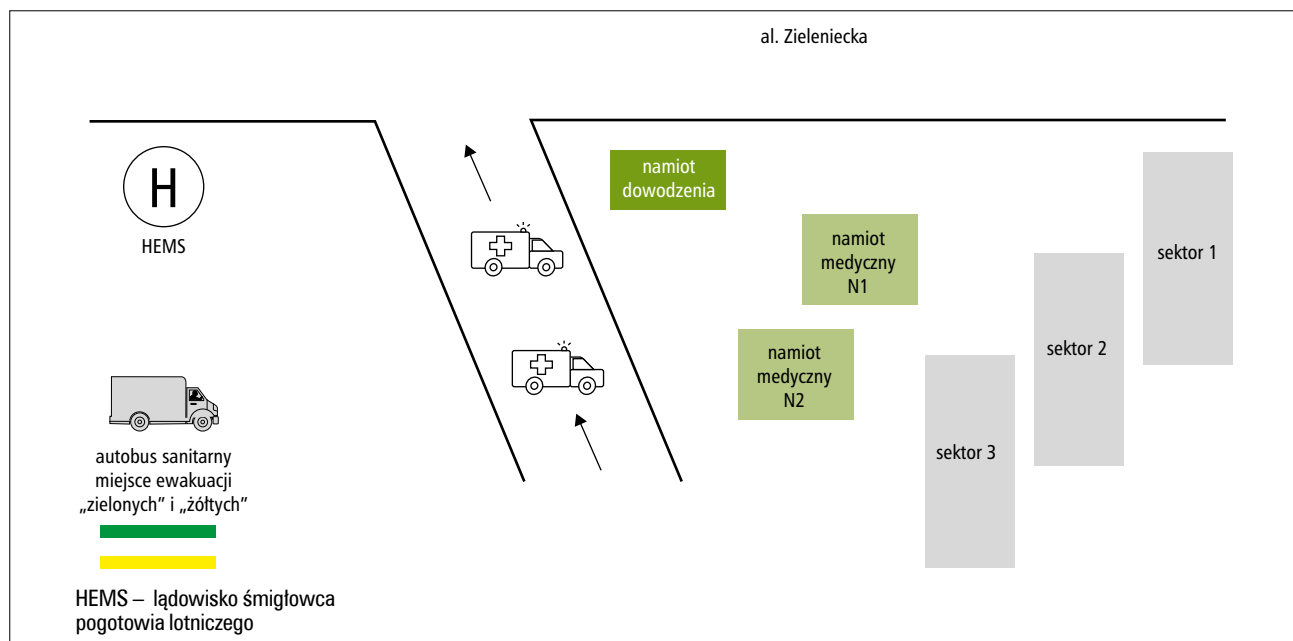 al. Zieleniecka
H
HEMS
namiot
dowodzenia
namiot
medyczny
N1
namiot
medyczny
N2
sektor 1
sektor 2
sektor 3
autobus sanitarny
miejsce ewakuacji
„zielonych” i „żółtych”
HEMS – lądowisko śmigłowca
pogotowia lotniczego